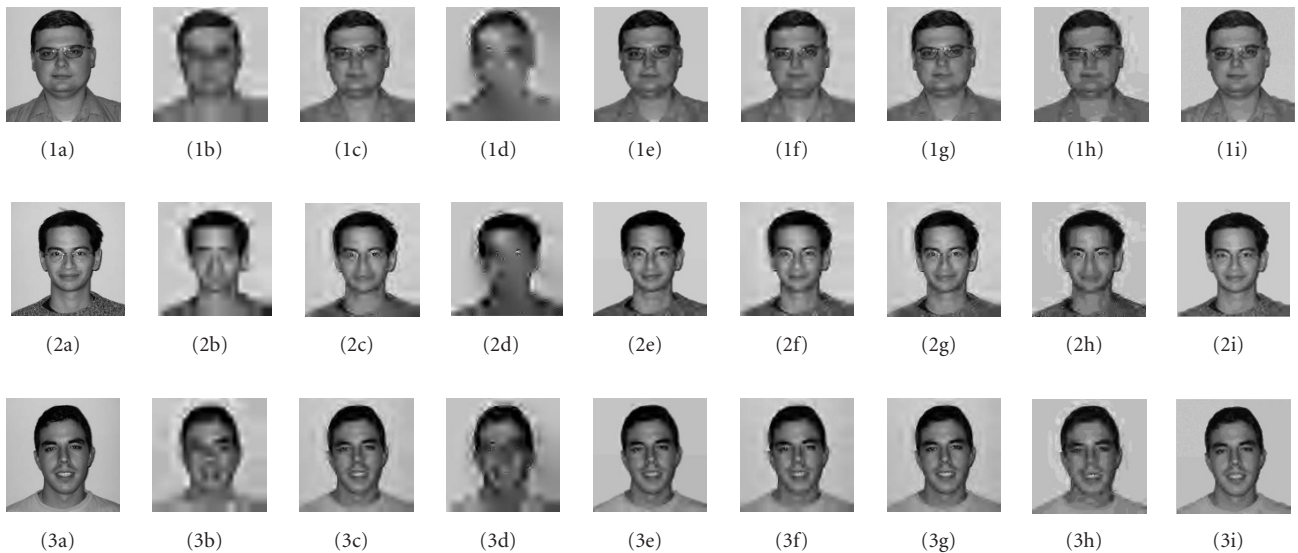 (1a) (1b) (1c) (1d) (1e) (1f) (1g) (1h) (1i)
(2a) (2b) (2c) (2d) (2e) (2f) (2g) (2h) (2i)
(3a) (3b) (3c) (3d) (3e) (3f) (3g) (3h) (3i)